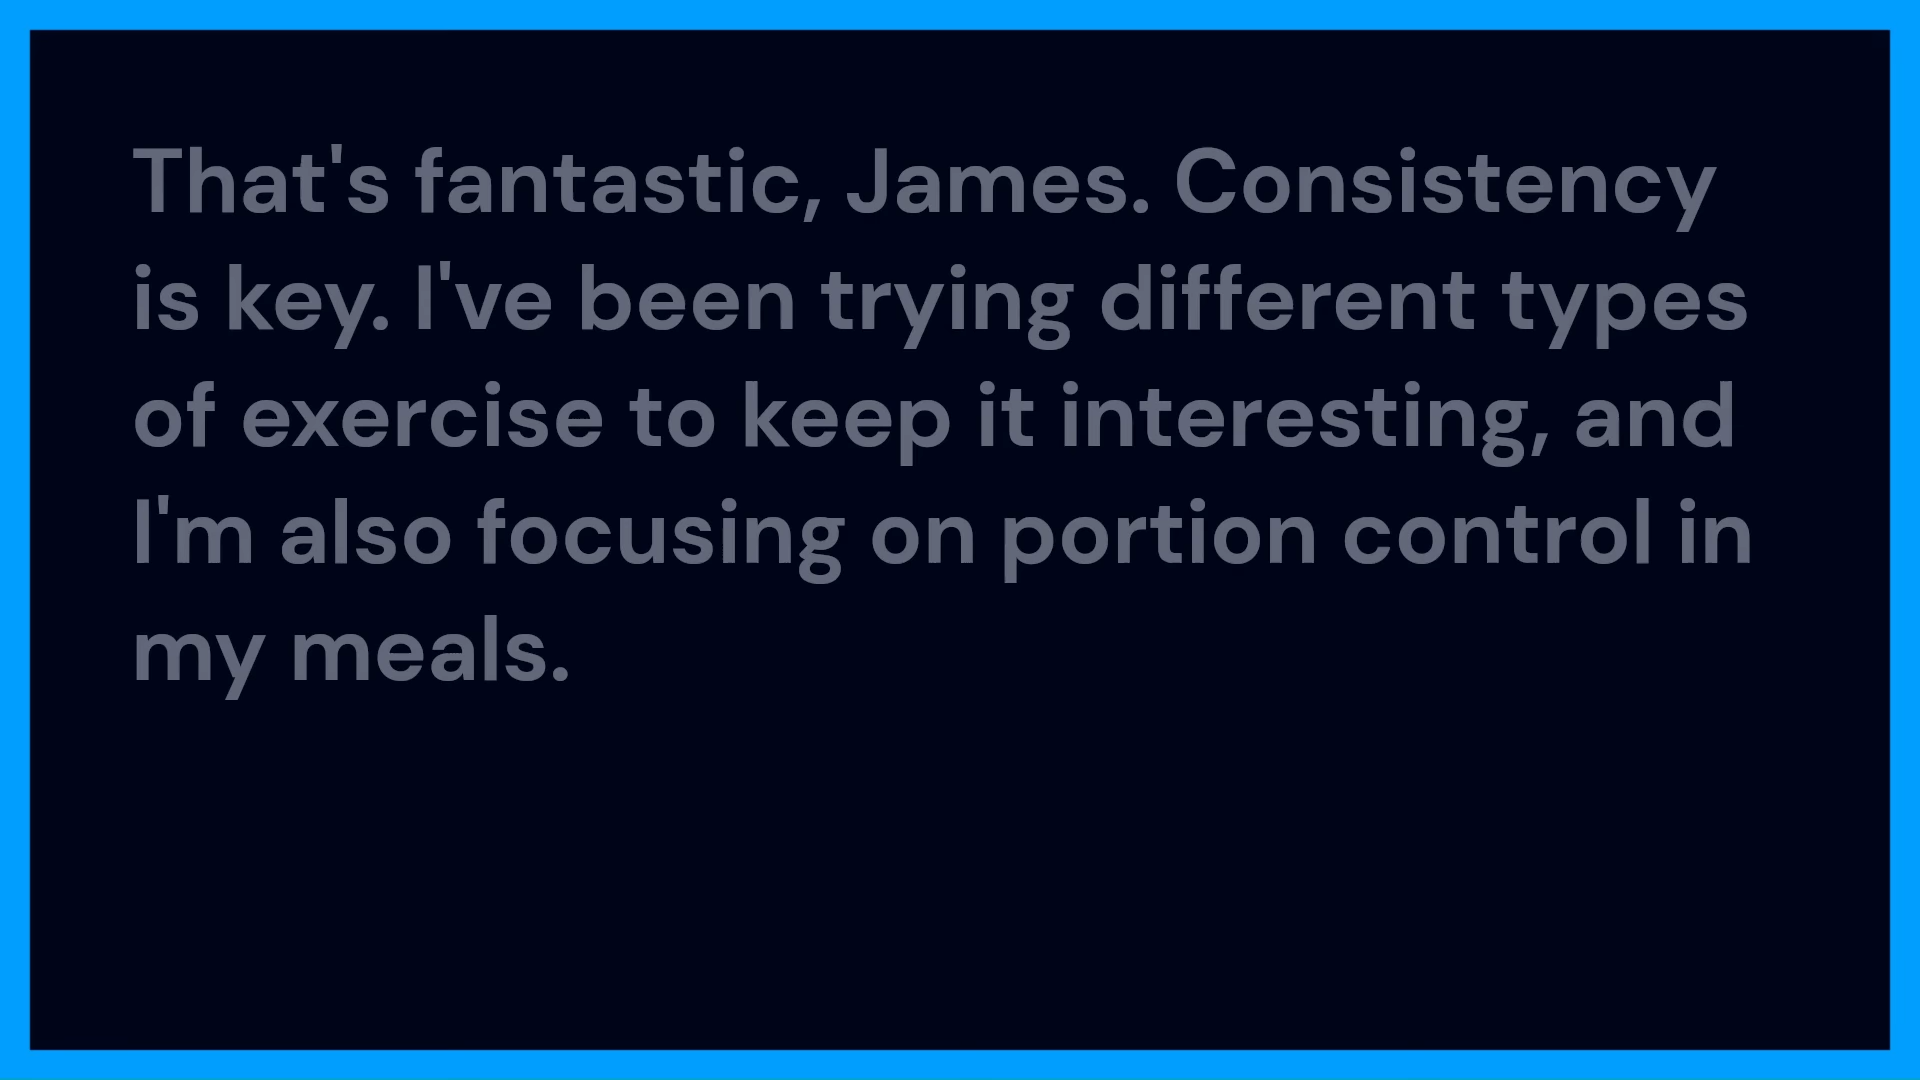 That's fantastic, James. Consistency
is key. I've been trying different types
of exercise to keep it interesting, and
I'm also focusing on portion control in
my meals.